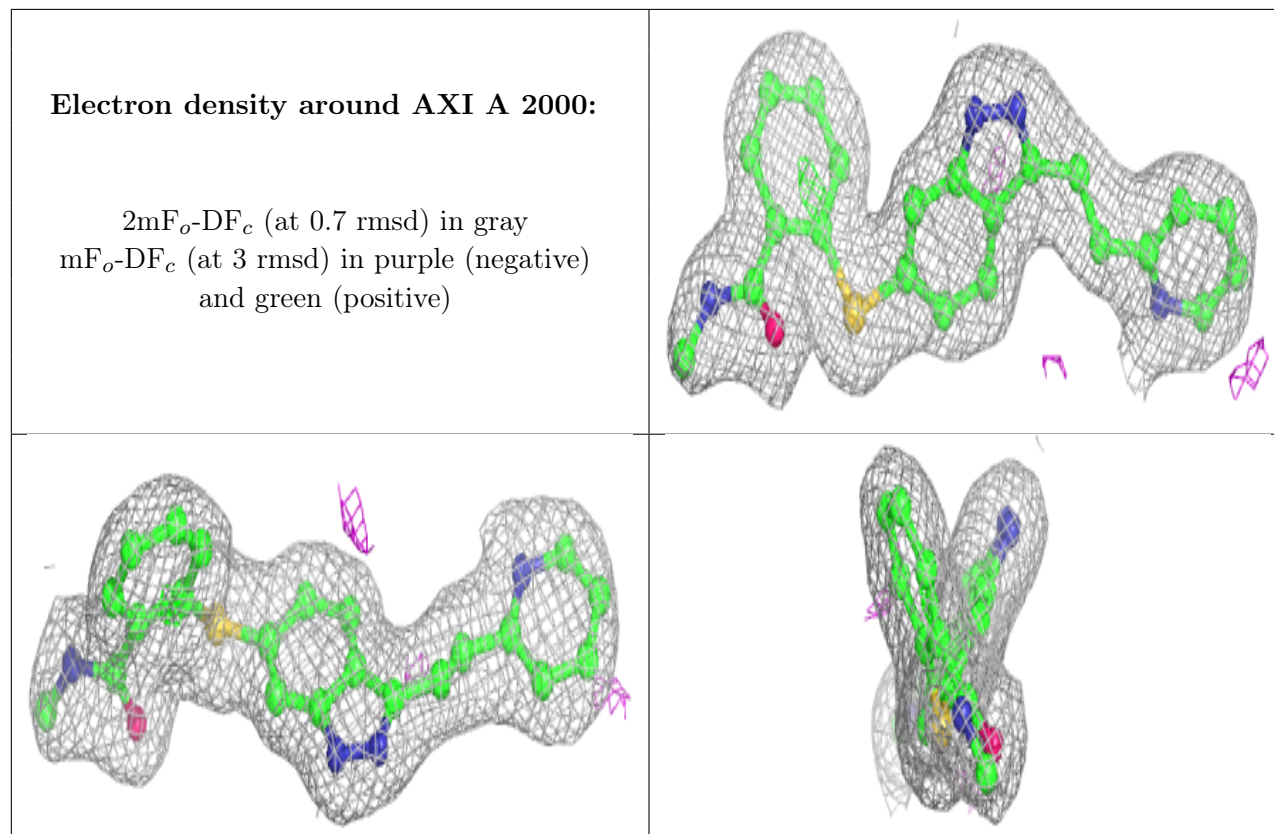 Electron density around AXI A 2000:
2mFo-DFc (at 0.7 rmsd) in gray
mFo-DFc (at 3 rmsd) in purple (negative)
and green (positive)